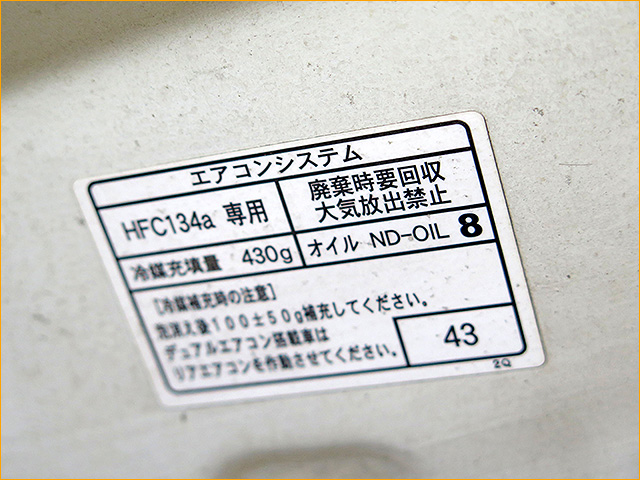 エアコンシステム
HFC134a 専用
廃棄時要回収
大気放出禁止
冷媒充填量 430g
オイル ND-OIL 8
[冷媒補充時の注意]
泡消え後100±50g補充してください。
デュアルエアコン搭載車は
リアエアコンを作動させてください。
43
2Q